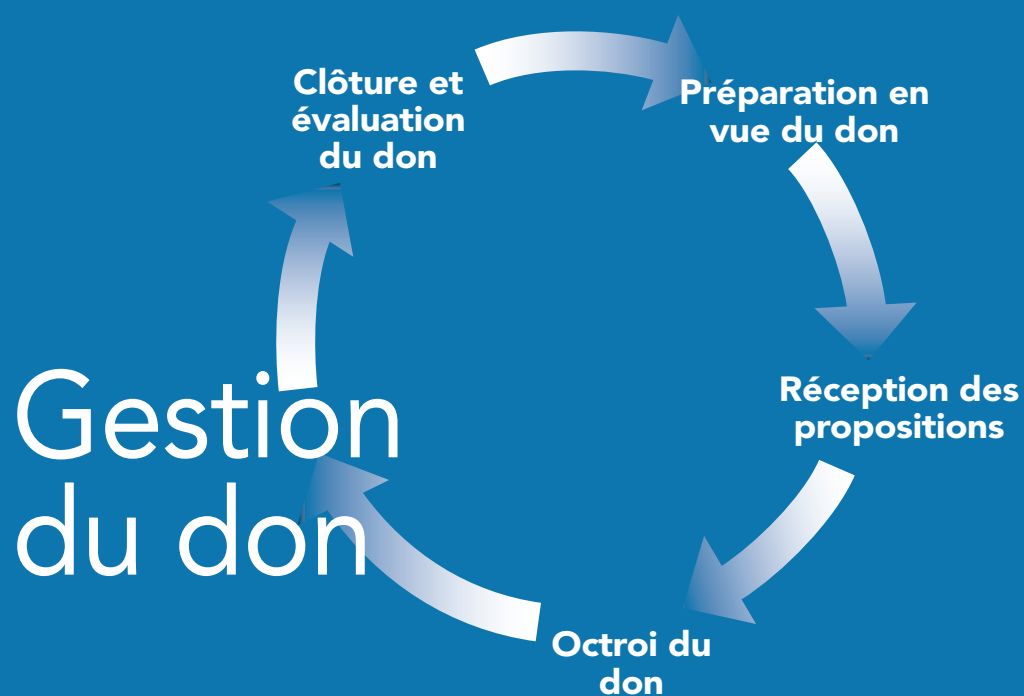 Clôture et
évaluation
du don
Préparation en
vue du don
Réception des
propositions
Octroi du
don
Gestion
du don